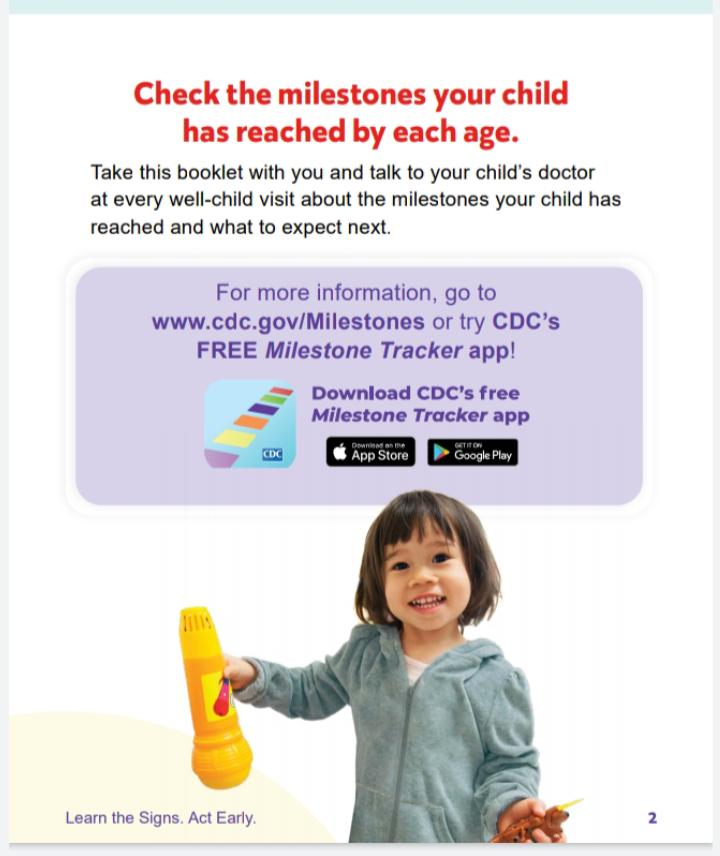 Check the milestones your child
has reached by each age.
Take this booklet with you and talk to your child's doctor
at every well-child visit about the milestones your child has
reached and what to expect next.
For more information, go to
www.cdc.gov/Milestones or try CDC's
FREE Milestone Tracker app!
Download CDC's free
Milestone Tracker app
CDC
Download on the
App Store
GET IT ON
Google Play
Learn the Signs. Act Early.
2